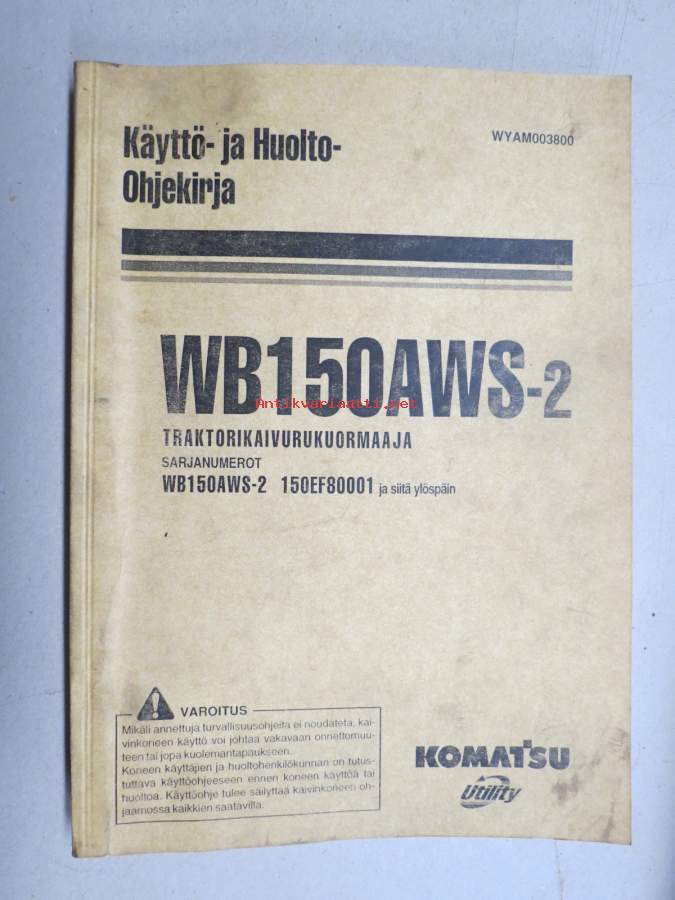 Käyttö- ja Huolto-
Ohjekirja
WYAM003800
WB150AWS-2
Antikvariaatti.net
TRAKTORIKAIVURUKUORMAAJA
SARJANUMEROT
WB150AWS-2 150EF80001 ja siitä ylöspäin
VAROITUS
Mikäli annettuja turvallisuusohjeita ei noudateta, kai-
vinkoneen käyttö voi johtaa vakavaan onnettomuu-
teen tai jopa kuolemantapaukseen.
Koneen käyttäjien ja huoltohenkilökunnan on tutus-
tuttava käyttöohjeeseen ennen koneen käyttöä tai
huoltoa. Käyttöohje tulee säilyttää kaivinkoneen oh-
jaamossa kaikkien saatavilla.
KOMATSU
Utility